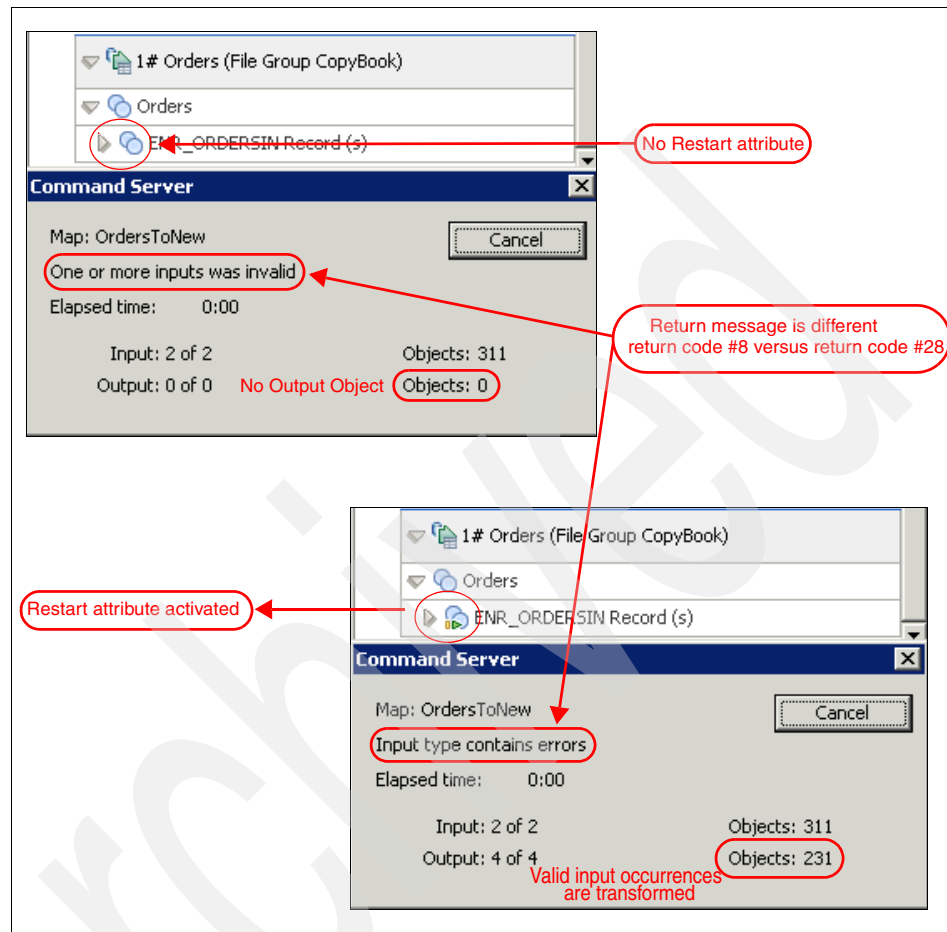 1# Orders (File Group CopyBook)
Orders
ENR_ORDERSIN Record (s)
No Restart attribute
Command Server
Map: OrdersToNew
Cancel
One or more inputs was invalid
Elapsed time: 0:00
Input: 2 of 2 Objects: 311
Output: 0 of 0 No Output Object Objects: 0
Return message is different
return code #8 versus return code #28
1# Orders (File Group CopyBook)
Orders
Restart attribute activated
ENR_ORDERSIN Record (s)
Command Server
Map: OrdersToNew
Cancel
Input type contains errors
Elapsed time: 0:00
Input: 2 of 2 Objects: 311
Output: 4 of 4 Objects: 231
Valid input occurrences
are transformed
rchived